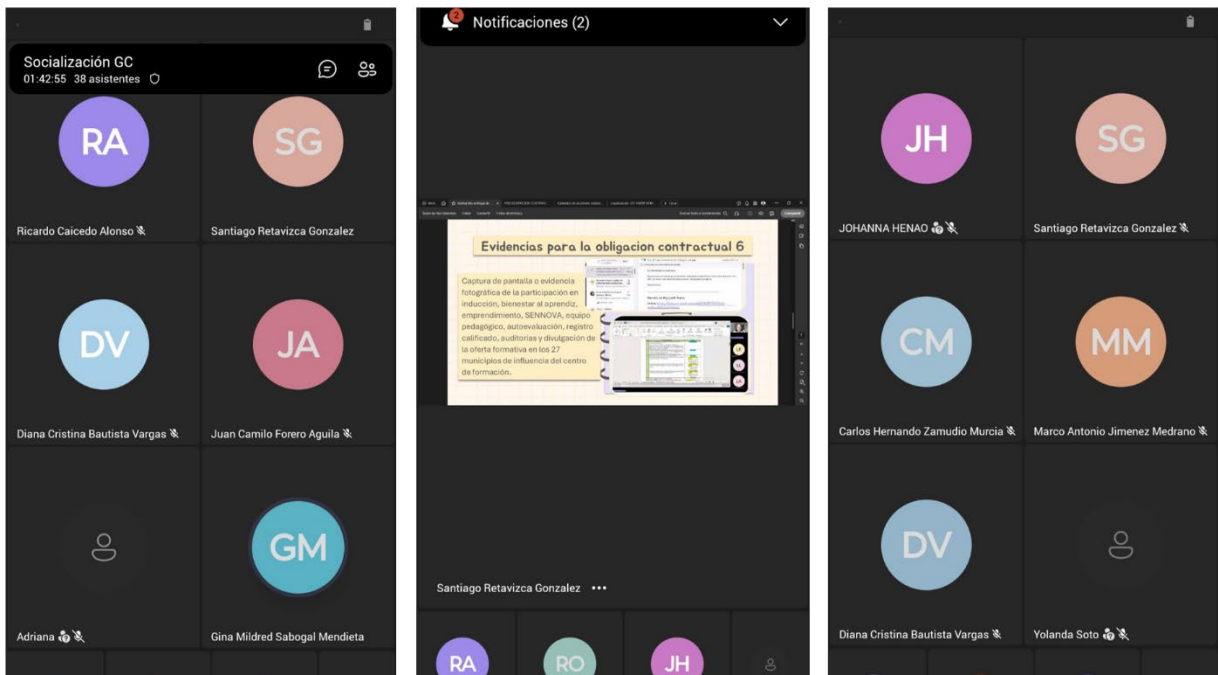 Socialización GC
01:42:55 38 asistentes
RA
SG
Ricardo Caicedo Alonso
Santiago Retavizca Gonzalez
DV
JA
Diana Cristina Bautista Vargas
Juan Camilo Forero Aguila
GM
Adriana
Gina Mildred Sabogal Mendieta
2
Notificaciones (2)
Evidencias para la obligacion contractual 6
Captura de pantalla o evidencia
fotográfica de la participación en
inducción, bienestar al aprendiz,
emprendimiento, SENNOVA, equipo
pedagógico, autoevaluación, registro
calificado, auditorias y divulgación de
la oferta formativa en los 27
municipios de influencia del centro
de formación.
Santiago Retavizca Gonzalez
RA
RO
JH
JH
SG
JOHANNA HENAO
Santiago Retavizca Gonzalez
CM
MM
Carlos Hernando Zamudio Murcia
Marco Antonio Jimenez Medrano
DV
Diana Cristina Bautista Vargas
Yolanda Soto